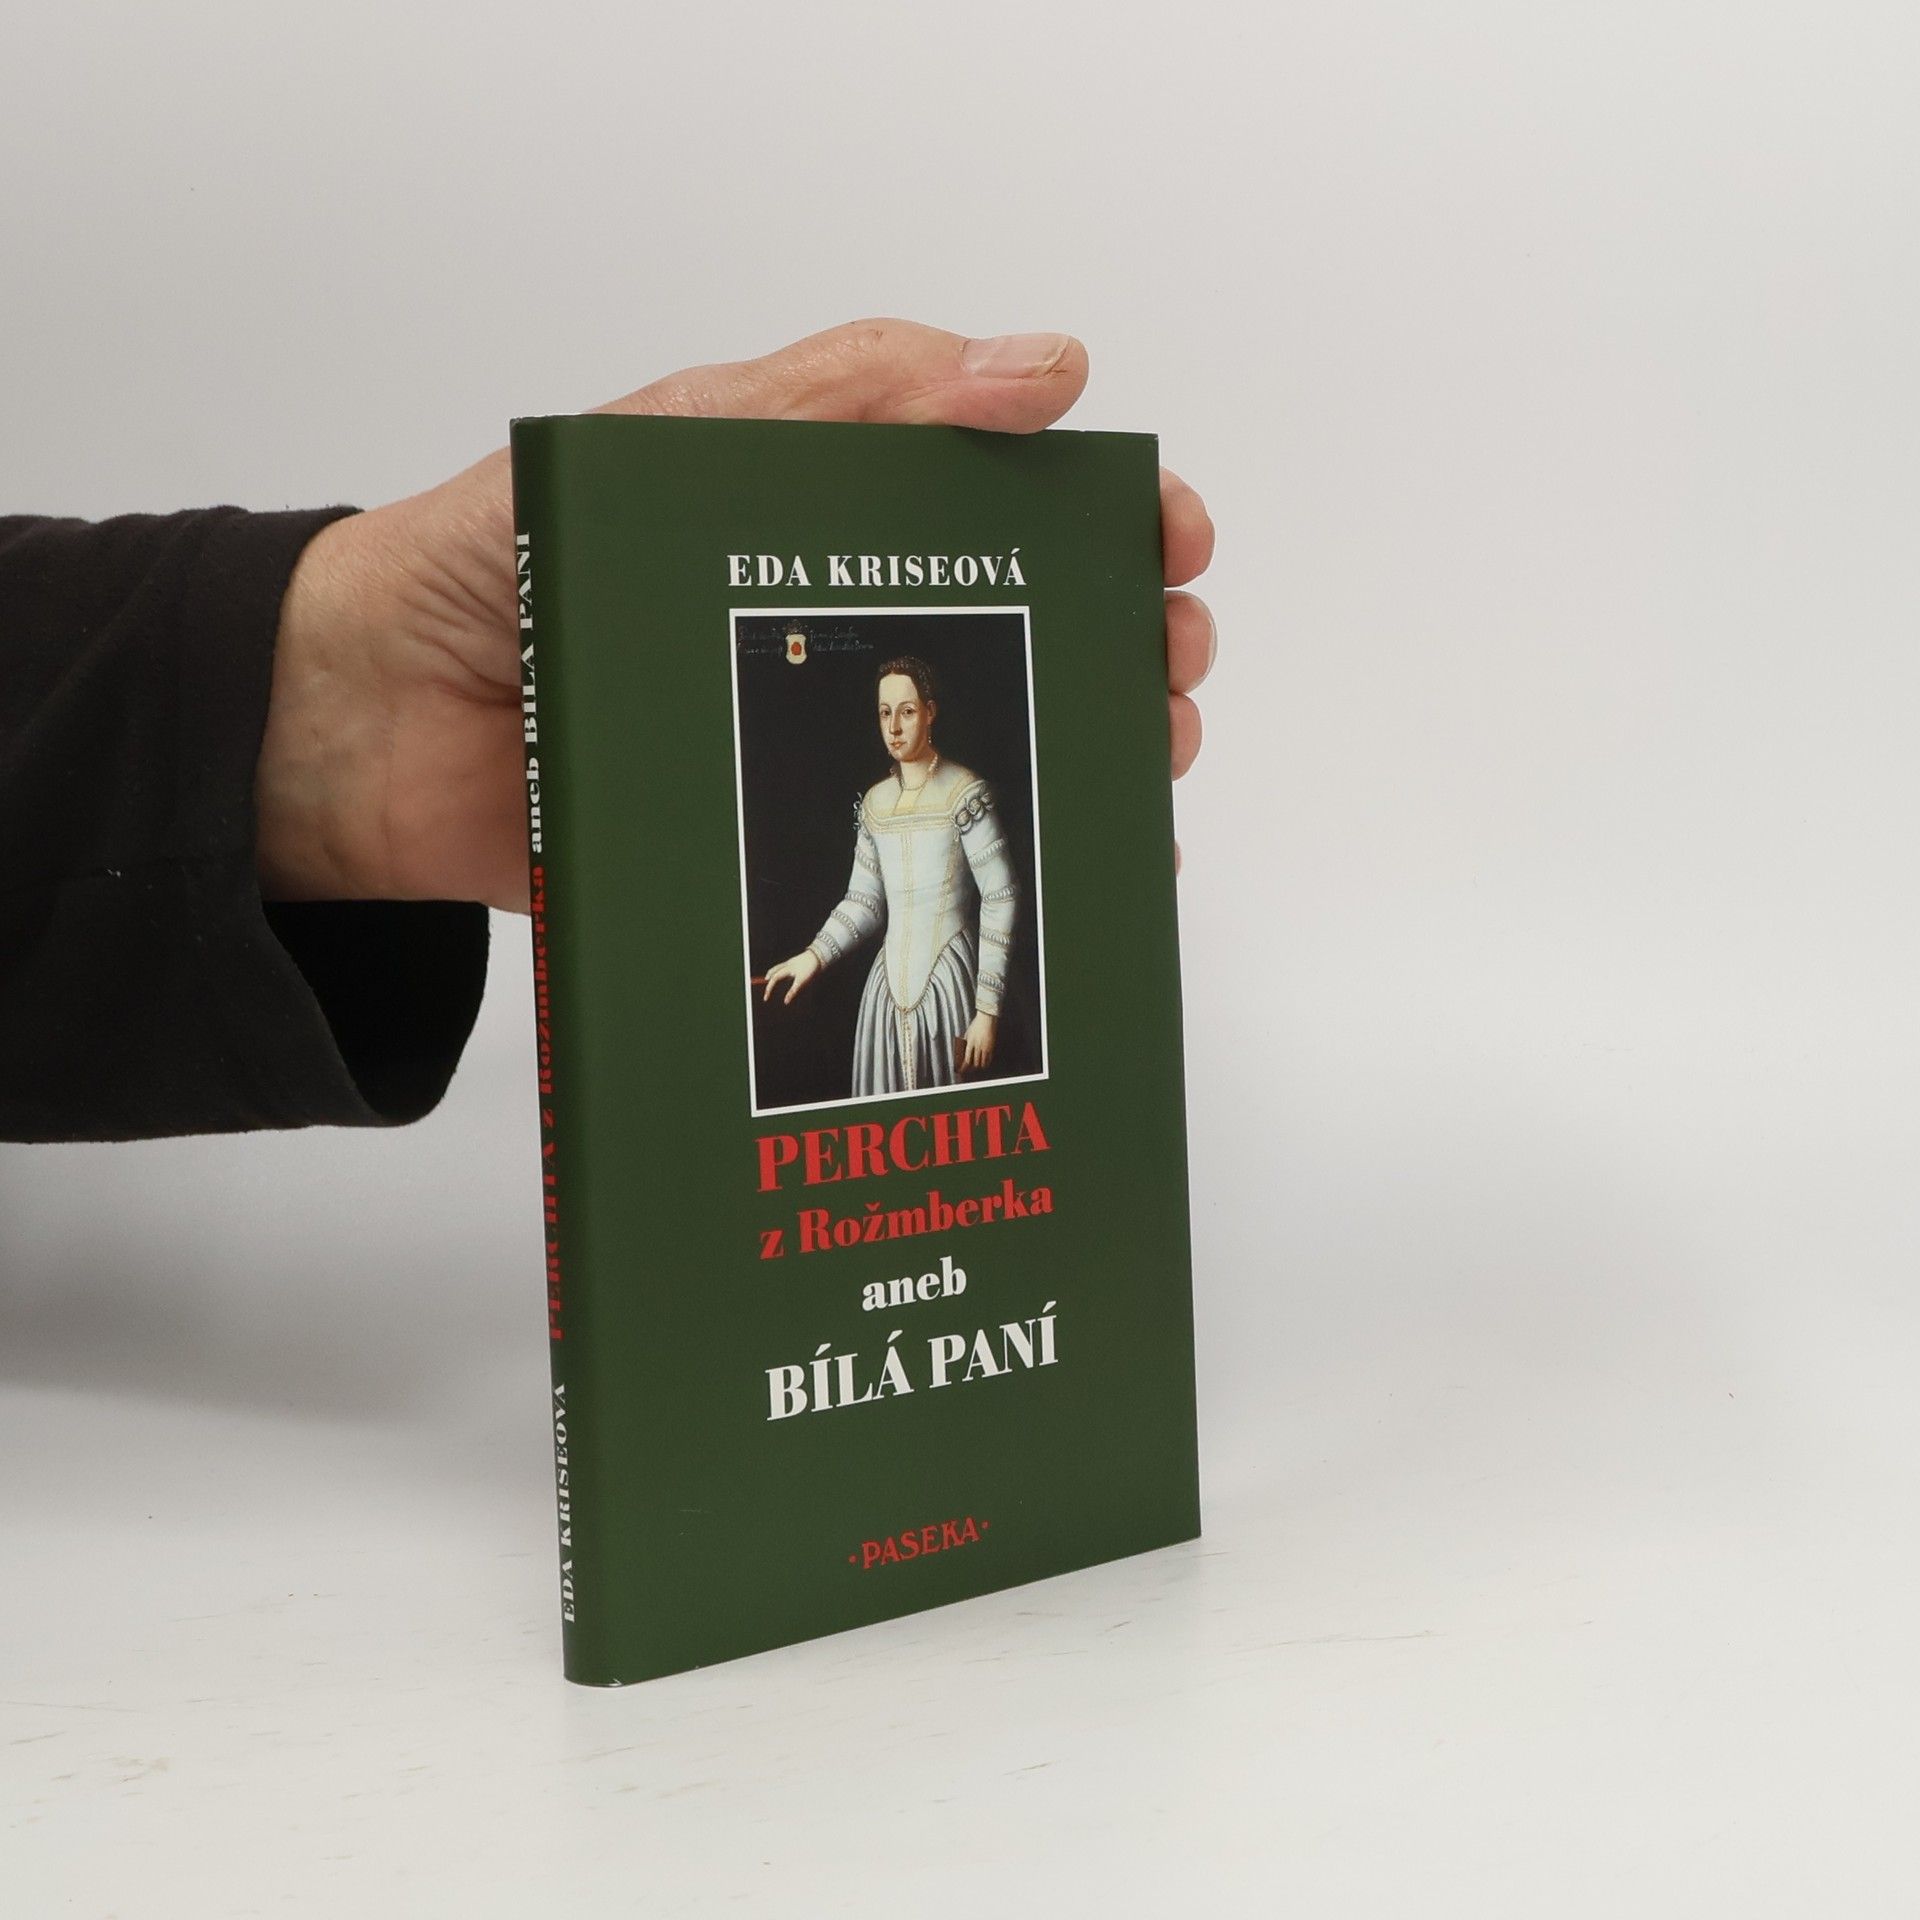 EDA KRISEOVÁ
PERCHTA
z Rožmberka
aneb
BÍLÁ PANÍ
·PASEKA·
EDA KRISEOVÁ PERCHTA z Rožmberka aneb BÍLÁ PANÍ